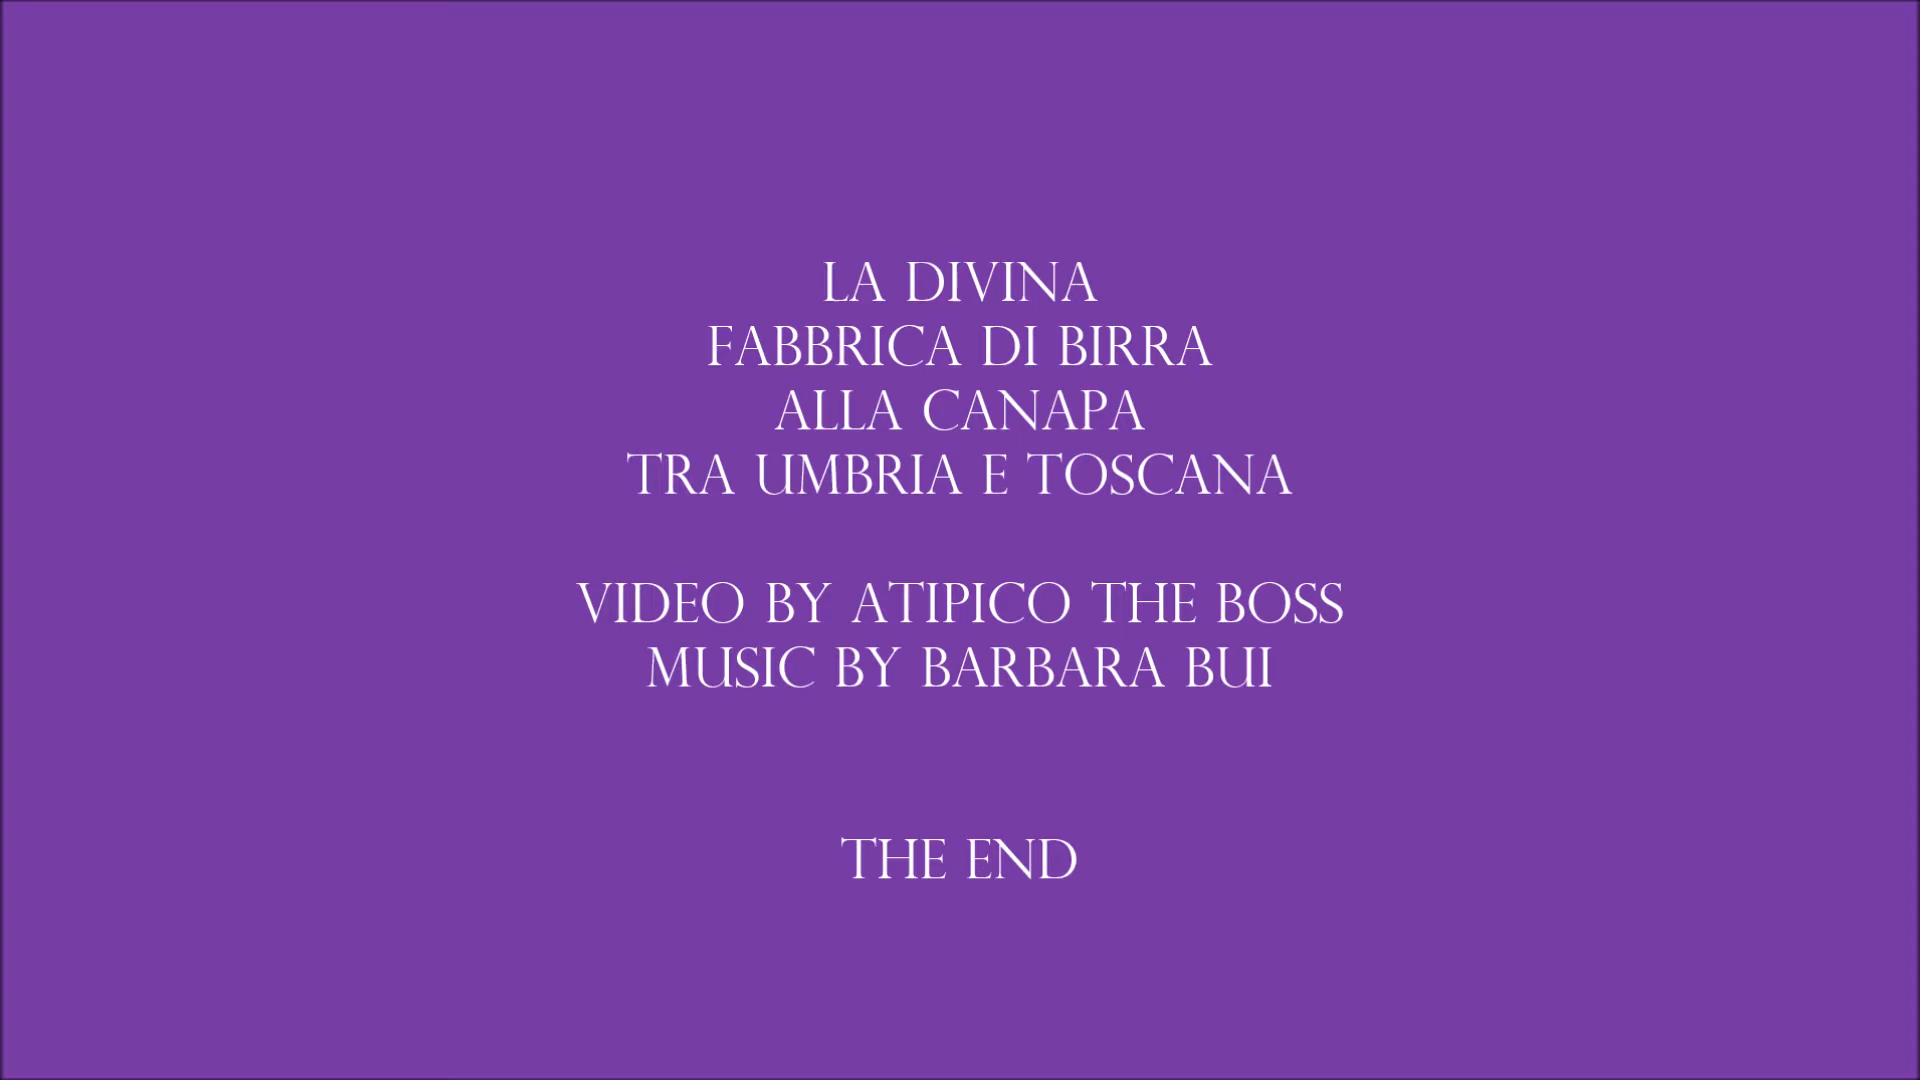 LA DIVINA
FABBRICA DI BIRRA
ALLA CANAPA
TRA UMBRIA E TOSCANA
VIDEO BY ATIPICO THE BOSS
MUSIC BY BARBARA BUI
THE END